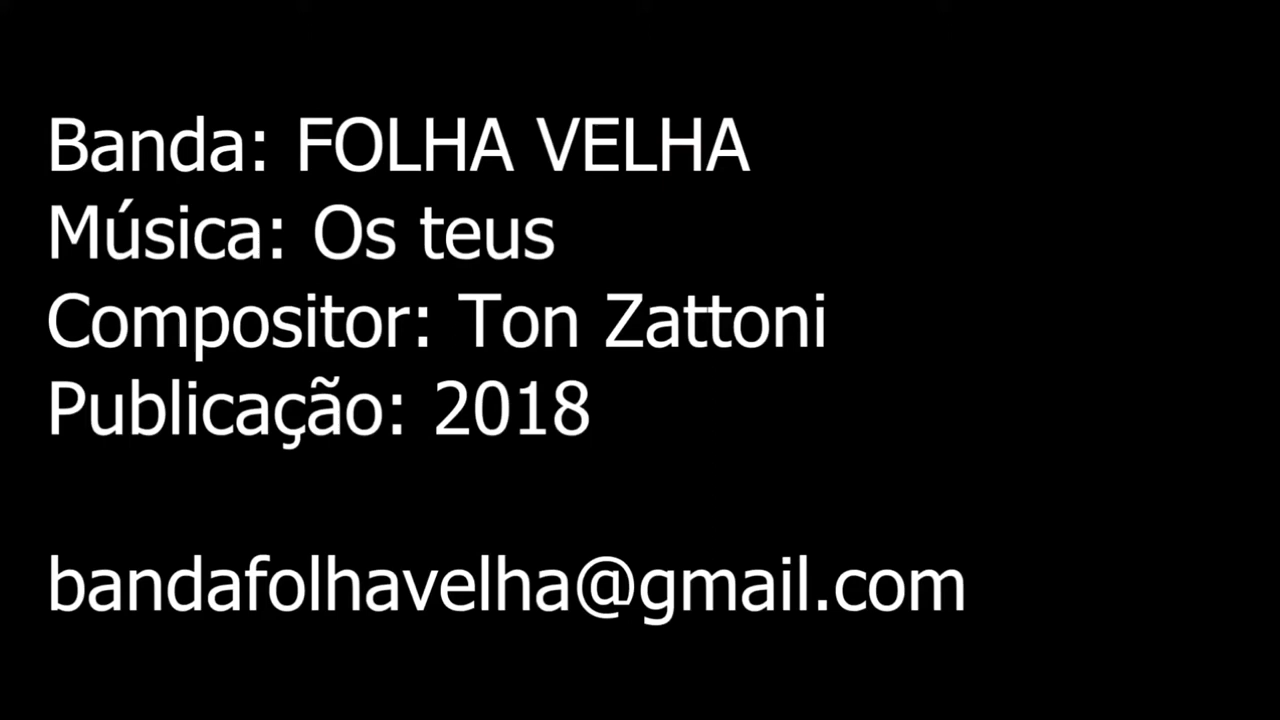 Banda: FOLHA VELHA
Música: Os teus
Compositor: Ton Zattoni
Publicação: 2018
bandafolhavelha@gmail.com